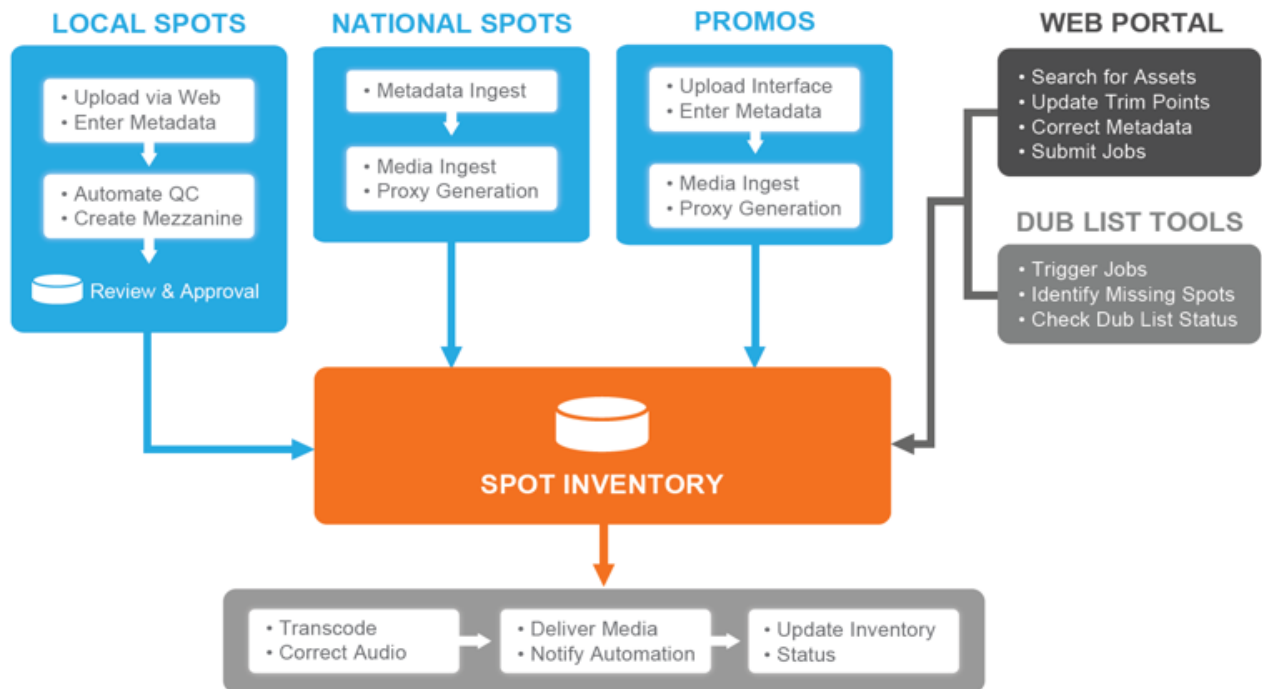 LOCAL SPOTS
• Upload via Web
• Enter Metadata
• Automate QC
• Create Mezzanine
Review & Approval
NATIONAL SPOTS
• Metadata Ingest
• Media Ingest
• Proxy Generation
PROMOS
• Upload Interface
• Enter Metadata
• Media Ingest
• Proxy Generation
WEB PORTAL
• Search for Assets
• Update Trim Points
• Correct Metadata
• Submit Jobs
DUB LIST TOOLS
• Trigger Jobs
• Identify Missing Spots
• Check Dub List Status
SPOT INVENTORY
• Transcode
• Correct Audio
• Deliver Media
• Notify Automation
• Update Inventory
• Status